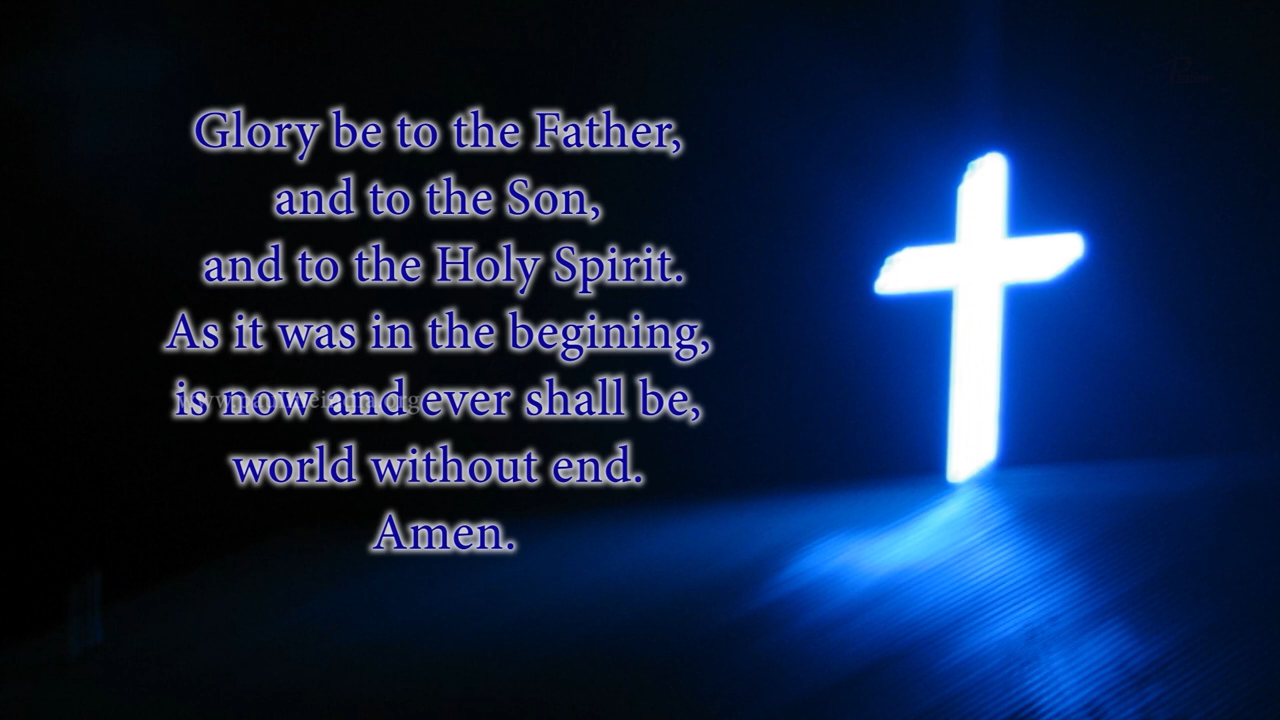 Glory be to the Father,
and to the Son,
and to the Holy Spirit.
As it was in the begining,
is now and ever shall be,
world without end.
Amen.